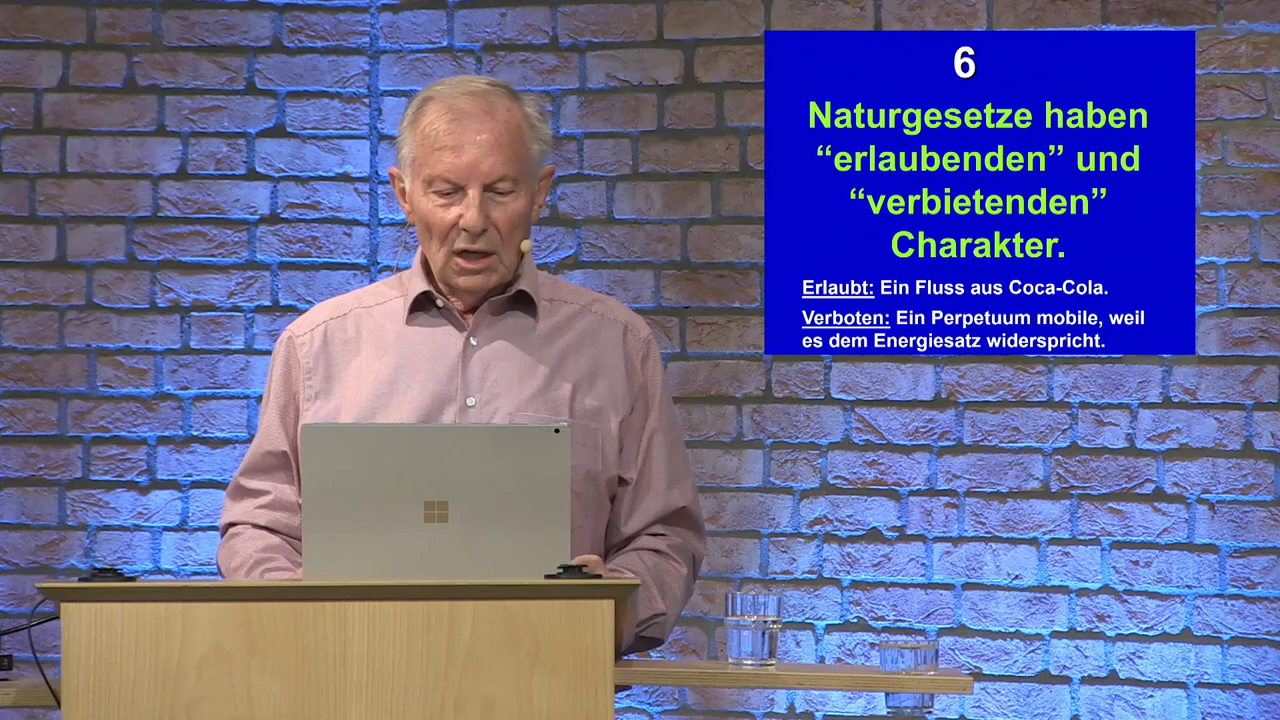 6
Naturgesetze haben
“erlaubenden” und
“verbietenden”
Charakter.
Erlaubt: Ein Fluss aus Coca-Cola.
Verboten: Ein Perpetuum mobile, weil
es dem Energiesatz widerspricht.